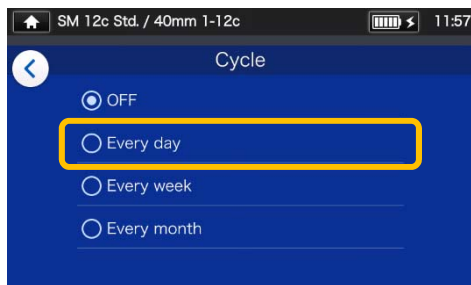 SM 12c Std. / 40mm 1-12c 11:57
Cycle
OFF
Every day
Every week
Every month